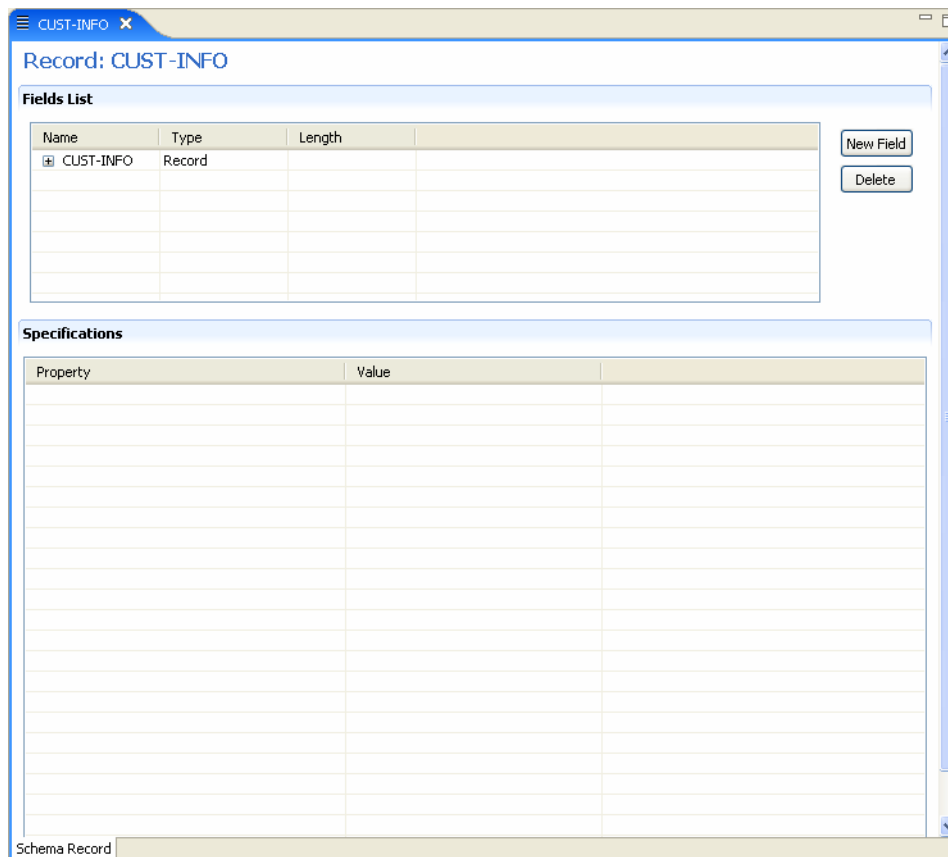 CUST-INFO
Record: CUST-INFO
Fields List
Name Type Length
CUST-INFO Record
New Field
Delete
Specifications
Property Value
Schema Record